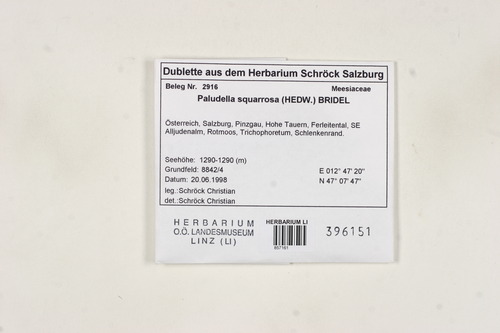 Dublette aus dem Herbarium Schröck Salzburg
Beleg Nr. 2916 Meesiaceae
Paludella squarrosa (HEDW.) BRIDEL
Österreich, Salzburg, Pinzgau, Hohe Tauern, Ferleitental, SE
Alljudenalm, Rotmoos, Trichophoretum, Schlenkenrand.
Seehöhe: 1290-1290 (m)
Grundfeld: 8842/4 E 012° 47' 20"
Datum: 20.06.1998 N 47° 07' 47"
leg.: Schröck Christian
det.: Schröck Christian
HERBARIUM
O.Ö. LANDESMUSEUM
LINZ (LI)
HERBARIUM LI
657161
396151